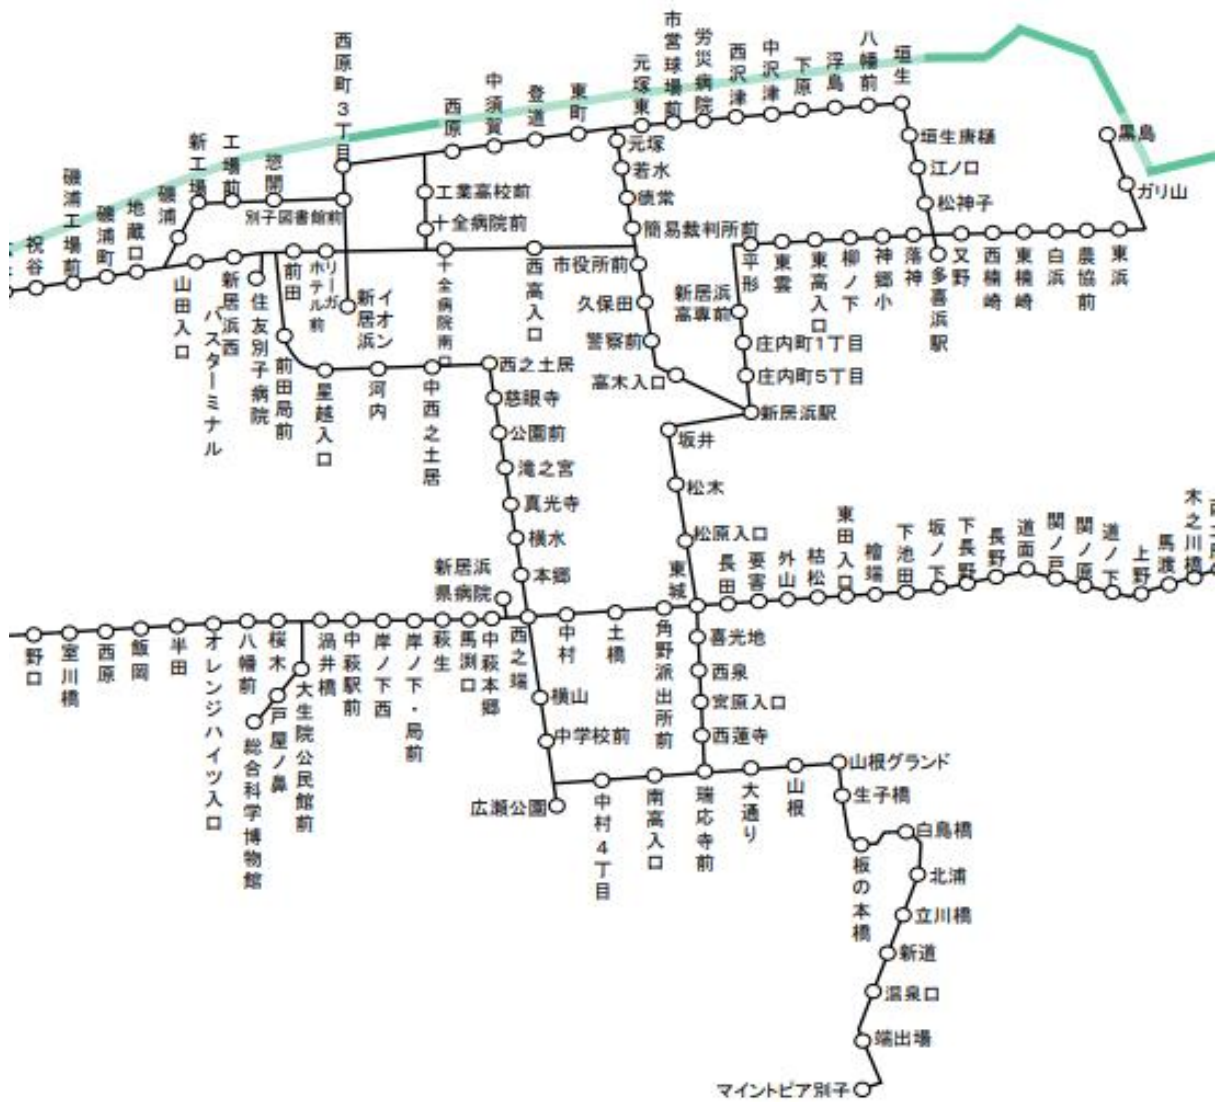 祝谷
磯浦工場前
磯浦町
地蔵口
磯浦
新工場
工場前
惣開
西原町3丁目
西原
中須賀
登道
東町
元塚東
市営球場前
労災病院
西沢津
中沢津
下原
浮島
八幡前
垣生
元塚
若水
徳常
簡易裁判所前
工業高校前
十全病院前
別子図書館前
垣生唐樋
江ノ口
松神子
黒島
ガリ山
山田入口
新居浜西
バスターミナル
住友別子病院
前田
リーガ
ホテル前
イオン
新居浜
十全病院南口
西高入口
市役所前
久保田
警察前
高木入口
平形
東雲
東高入口
柳ノ下
神郷小
落神
多喜浜駅
又野
西楠崎
東楠崎
白浜
農協前
東浜
新居浜
高専前
庄内町1丁目
庄内町5丁目
新居浜駅
前田局前
星越入口
河内
中西之土居
西之土居
慈眼寺
公園前
滝之宮
真光寺
横水
本郷
新居浜
県病院
坂井
松木
松原入口
東城
長田
要害
外山
枯松
東田入口
檜端
下池田
坂ノ下
下長野
長野
道面
関ノ戸
関ノ原
道ノ下
上野
馬渡
木之川橋
野口
室川橋
西原
飯岡
半田
オレンジハイツ入口
八幡前
桜木
戸屋ノ鼻
総合科学博物館
大生院公民館前
渦井橋
中萩駅前
岸ノ下西
岸ノ下・局前
萩生
馬渕口
中萩本郷
西之端
中村
土橋
角野派出所前
喜光地
西泉
宮原入口
西蓮寺
横山
中学校前
広瀬公園
中村4丁目
南高入口
瑞応寺前
大通り
山根
山根グランド
生子橋
板の本橋
白鳥橋
北浦
立川橋
新道
温泉口
端出場
マイントピア別子